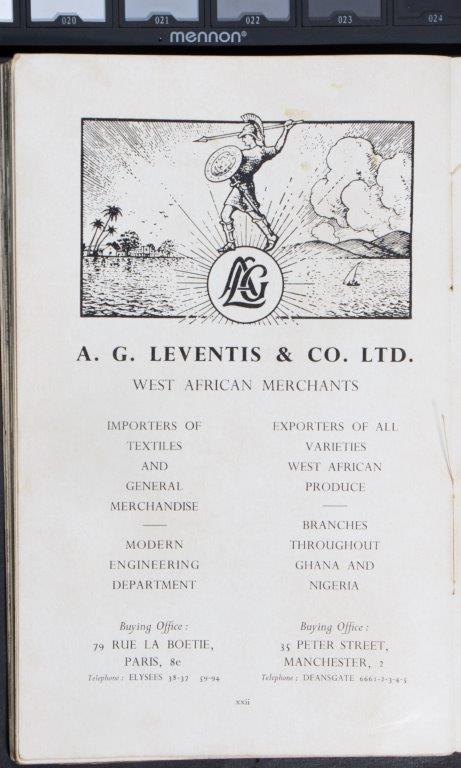 020 021 022 023 024
mennon®
ALG
A. G. LEVENTIS & CO. LTD.
WEST AFRICAN MERCHANTS
IMPORTERS OF
TEXTILES
AND
GENERAL
MERCHANDISE
MODERN
ENGINEERING
DEPARTMENT
Buying Office:
79 RUE LA BOETIE,
PARIS, 8e
Telephone: ELYSEES 38-37 59-94
EXPORTERS OF ALL
VARIETIES
WEST AFRICAN
PRODUCE
BRANCHES
THROUGHOUT
GHANA AND
NIGERIA
Buying Office:
35 PETER STREET,
MANCHESTER, 2
Telephone: DEANSGATE 6661-2-3-4-5
xxii